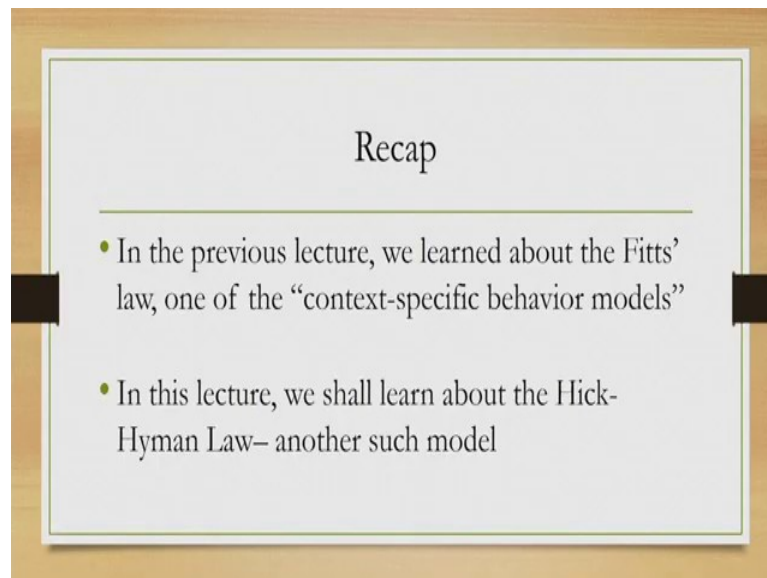 Recap
• In the previous lecture, we learned about the Fitts’
law, one of the “context-specific behavior models”
• In this lecture, we shall learn about the Hick-
Hyman Law– another such model